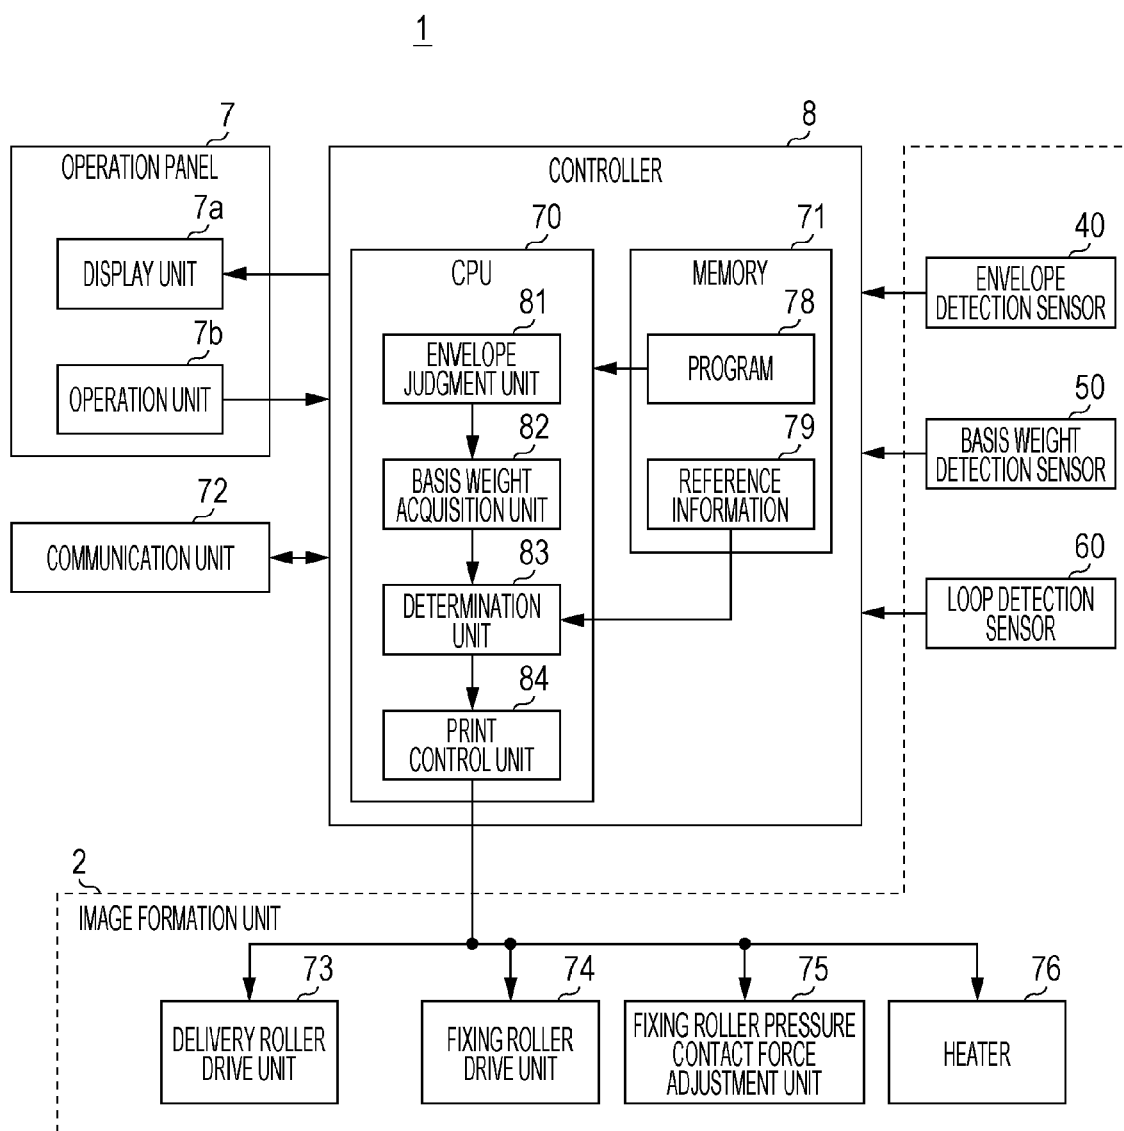 1
7
OPERATION PANEL
7a
DISPLAY UNIT
7b
OPERATION UNIT
72
COMMUNICATION UNIT
8
CONTROLLER
70
CPU
81
ENVELOPE
JUDGMENT UNIT
82
BASIS WEIGHT
ACQUISITION UNIT
83
DETERMINATION
UNIT
84
PRINT
CONTROL UNIT
71
MEMORY
78
PROGRAM
79
REFERENCE
INFORMATION
40
ENVELOPE
DETECTION SENSOR
50
BASIS WEIGHT
DETECTION SENSOR
60
LOOP DETECTION
SENSOR
2
IMAGE FORMATION UNIT
73
DELIVERY ROLLER
DRIVE UNIT
74
FIXING ROLLER
DRIVE UNIT
75
FIXING ROLLER PRESSURE
CONTACT FORCE
ADJUSTMENT UNIT
76
HEATER